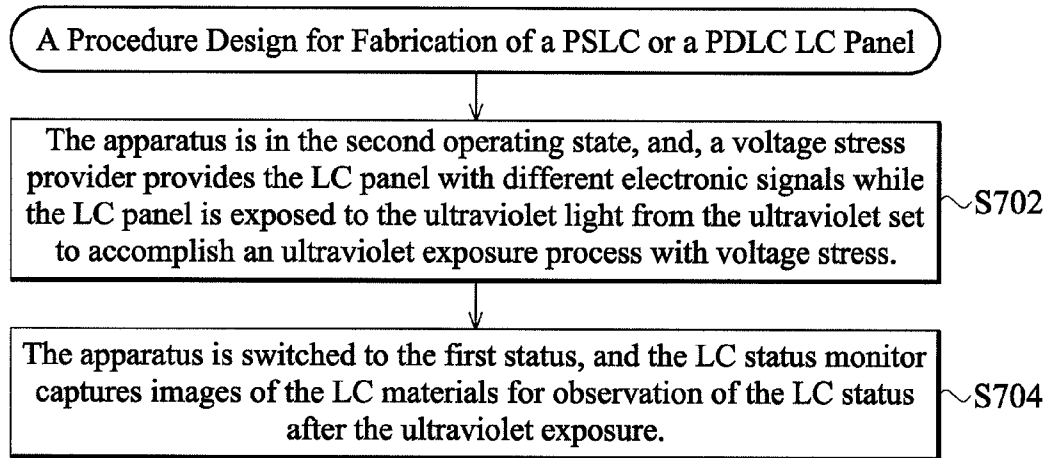 A Procedure Design for Fabrication of a PSLC or a PDLC LC Panel
The apparatus is in the second operating state, and, a voltage stress
provider provides the LC panel with different electronic signals while
the LC panel is exposed to the ultraviolet light from the ultraviolet set
to accomplish an ultraviolet exposure process with voltage stress.
S702
The apparatus is switched to the first status, and the LC status monitor
captures images of the LC materials for observation of the LC status
after the ultraviolet exposure.
S704